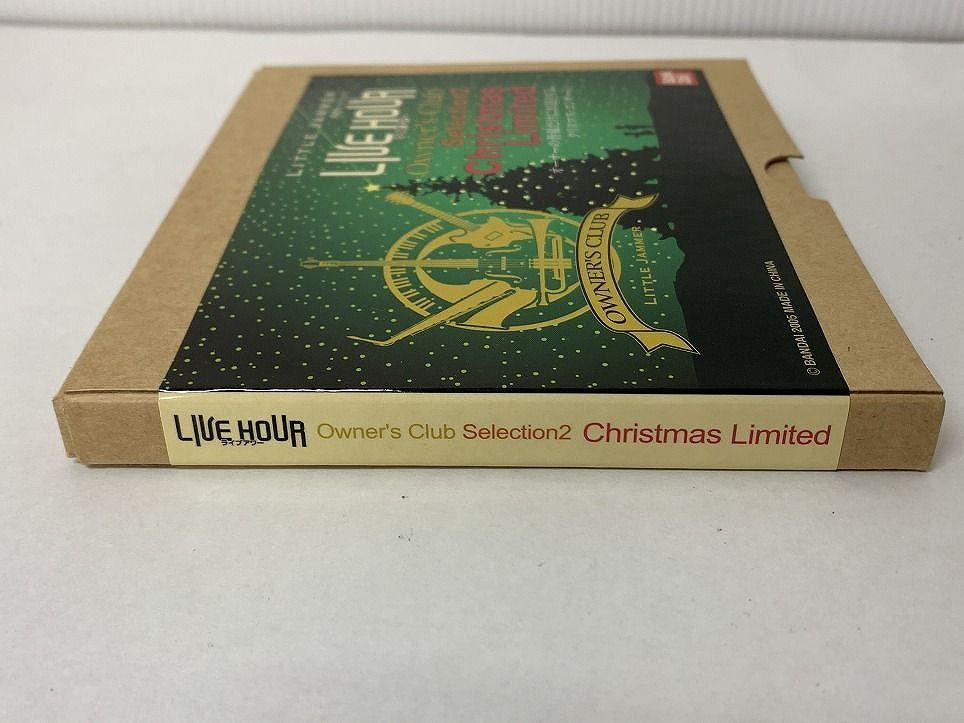 LITTLE JAMMER
LIVE HOUR
Owner's Club
Selection2
Christmas
Limited
OWNER'S CLUB
LITTLE JAMMER
© BANDAI 2005 MADE IN CHINA
LIVE HOUR Owner's Club Selection2 Christmas Limited
ライブアワー